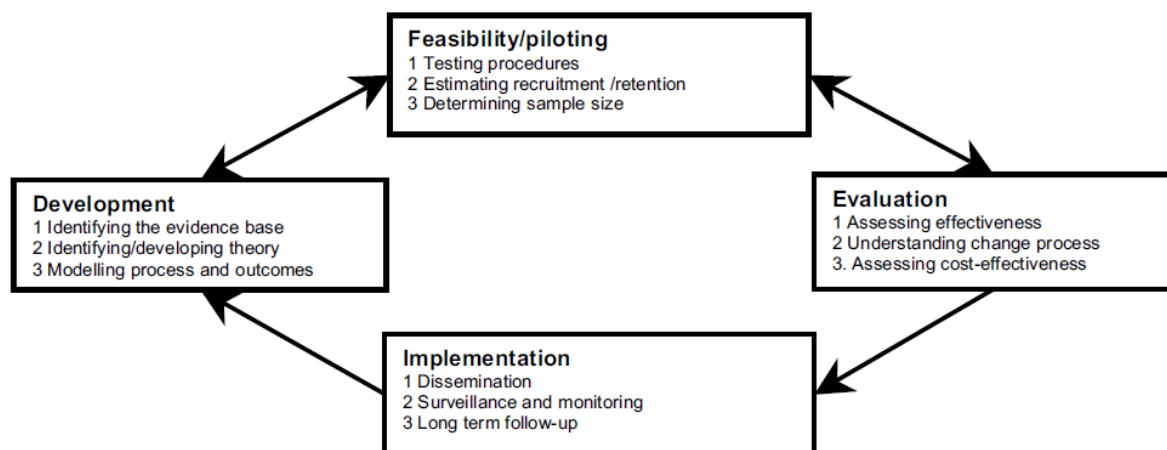 Feasibility/piloting
1 Testing procedures
2 Estimating recruitment /retention
3 Determining sample size
Development
1 Identifying the evidence base
2 Identifying/developing theory
3 Modelling process and outcomes
Evaluation
1 Assessing effectiveness
2 Understanding change process
3. Assessing cost-effectiveness
Implementation
1 Dissemination
2 Surveillance and monitoring
3 Long term follow-up